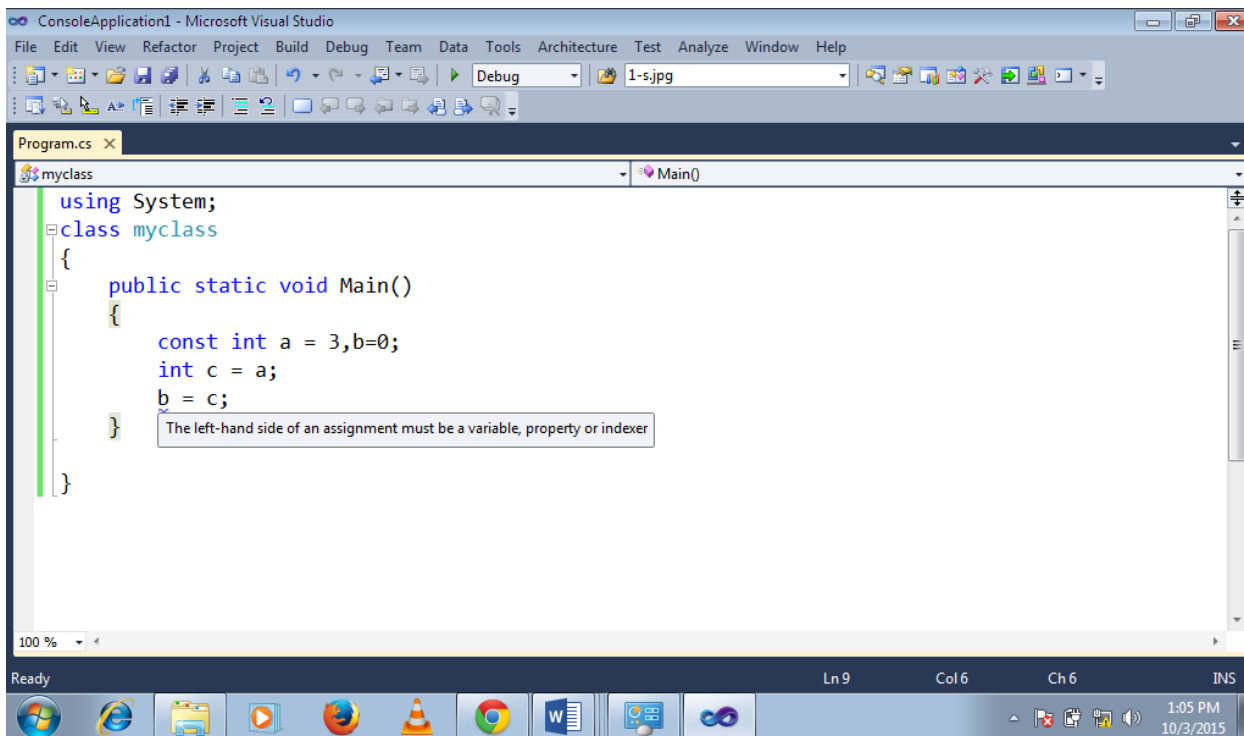 ConsoleApplication1 - Microsoft Visual Studio
File Edit View Refactor Project Build Debug Team Data Tools Architecture Test Analyze Window Help
Debug 1-s.jpg
Program.cs
myclass Main()
using System;
class myclass
{
public static void Main()
{
const int a = 3,b=0;
int c = a;
b = c;
} The left-hand side of an assignment must be a variable, property or indexer
}
100 %
Ready Ln 9 Col 6 Ch 6 INS
1:05 PM
10/3/2015